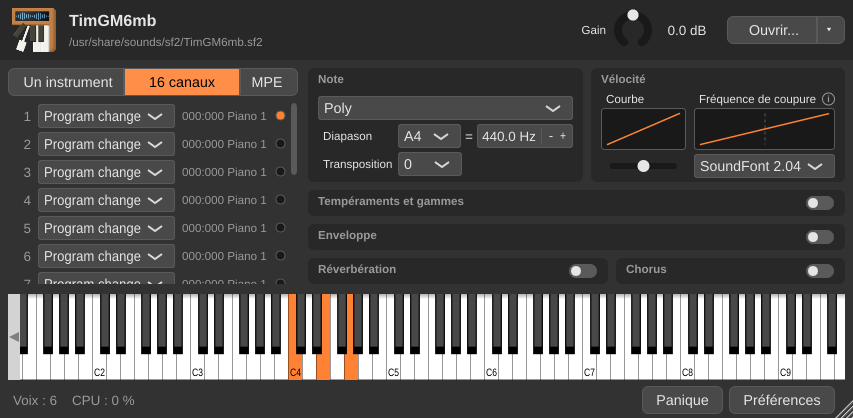 TimGM6mb
/usr/share/sounds/sf2/TimGM6mb.sf2
Gain 0.0 dB Ouvrir...
Un instrument 16 canaux MPE
1 Program change 000:000 Piano 1
2 Program change 000:000 Piano 1
3 Program change 000:000 Piano 1
4 Program change 000:000 Piano 1
5 Program change 000:000 Piano 1
6 Program change 000:000 Piano 1
7 Program change 000:000 Piano 1
Note
Poly
Diapason A4 = 440.0 Hz - +
Transposition 0
Vélocité
Courbe Fréquence de coupure i
SoundFont 2.04
Tempéraments et gammes
Enveloppe
Réverbération Chorus
C2 C3 C4 C5 C6 C7 C8 C9
Voix : 6 CPU : 0 % Panique Préférences